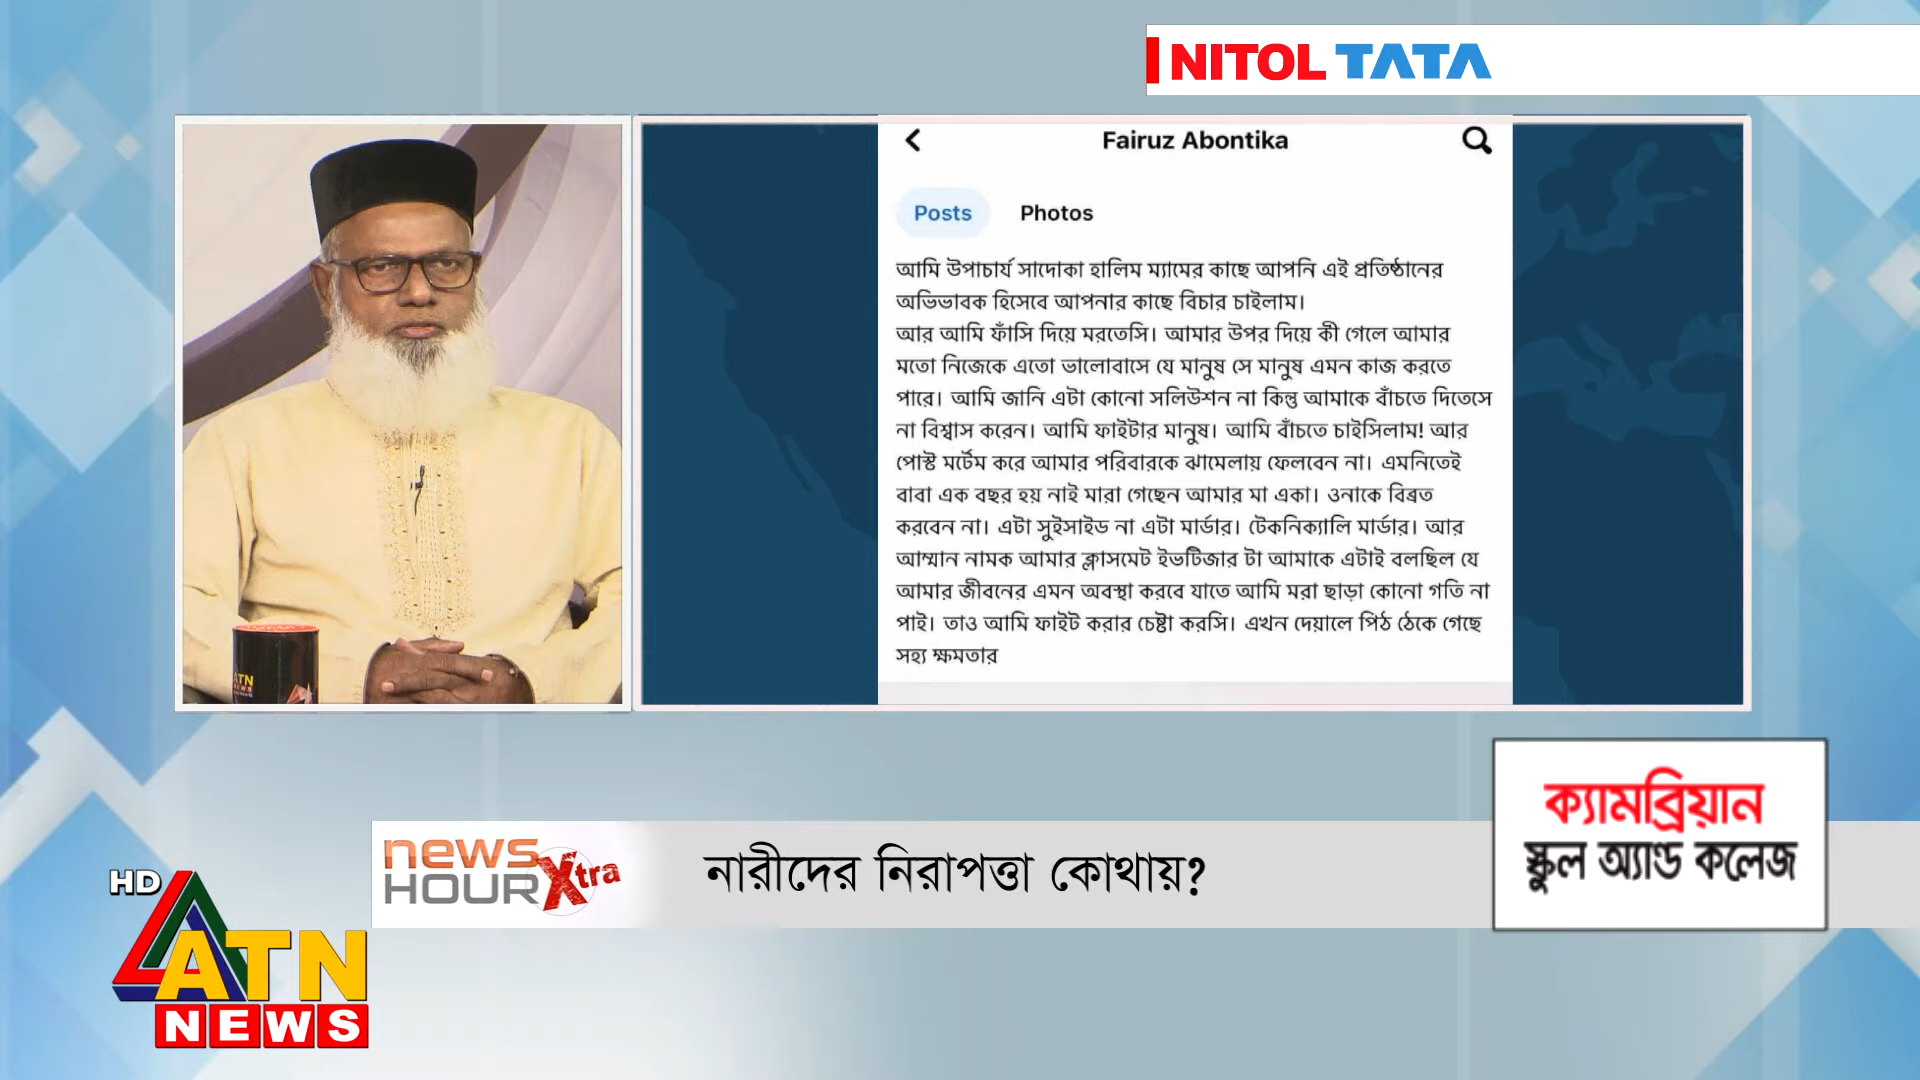 NITOL TATA
Fairuz Abontika
Posts Photos
আমি উপাচার্য সাদোকা হালিম ম্যামের কাছে আপনি এই প্রতিষ্ঠানের
অভিভাবক হিসেবে আপনার কাছে বিচার চাইলাম।
আর আমি ফাঁসি দিয়ে মরতেসি। আমার উপর দিয়ে কী গেলে আমার
মতো নিজেকে এতো ভালোবাসে যে মানুষ সে মানুষ এমন কাজ করতে
পারে। আমি জানি এটা কোনো সলিউশন না কিন্তু আমাকে বাঁচতে দিতেসে
না বিশ্বাস করেন। আমি ফাইটার মানুষ। আমি বাঁচতে চাইসিলাম! আর
পোস্ট মর্টেম করে আমার পরিবারকে ঝামেলায় ফেলবেন না। এমনিতেই
বাবা এক বছর হয় নাই মারা গেছেন আমার মা একা। ওনাকে বিব্রত
করবেন না। এটা সুইসাইড না এটা মার্ডার। টেকনিক্যালি মার্ডার। আর
আম্মান নামক আমার ক্লাসমেট ইভটিজার টা আমাকে এটাই বলছিল যে
আমার জীবনের এমন অবস্থা করবে যাতে আমি মরা ছাড়া কোনো গতি না
পাই। তাও আমি ফাইট করার চেষ্টা করসি। এখন দেয়ালে পিঠ ঠেকে গেছে
সহ্য ক্ষমতার
ATN
NEWS
ক্যামব্রিয়ান
স্কুল অ্যান্ড কলেজ
news
HOUR Xtra
নারীদের নিরাপত্তা কোথায়?
HD
ATN
NEWS